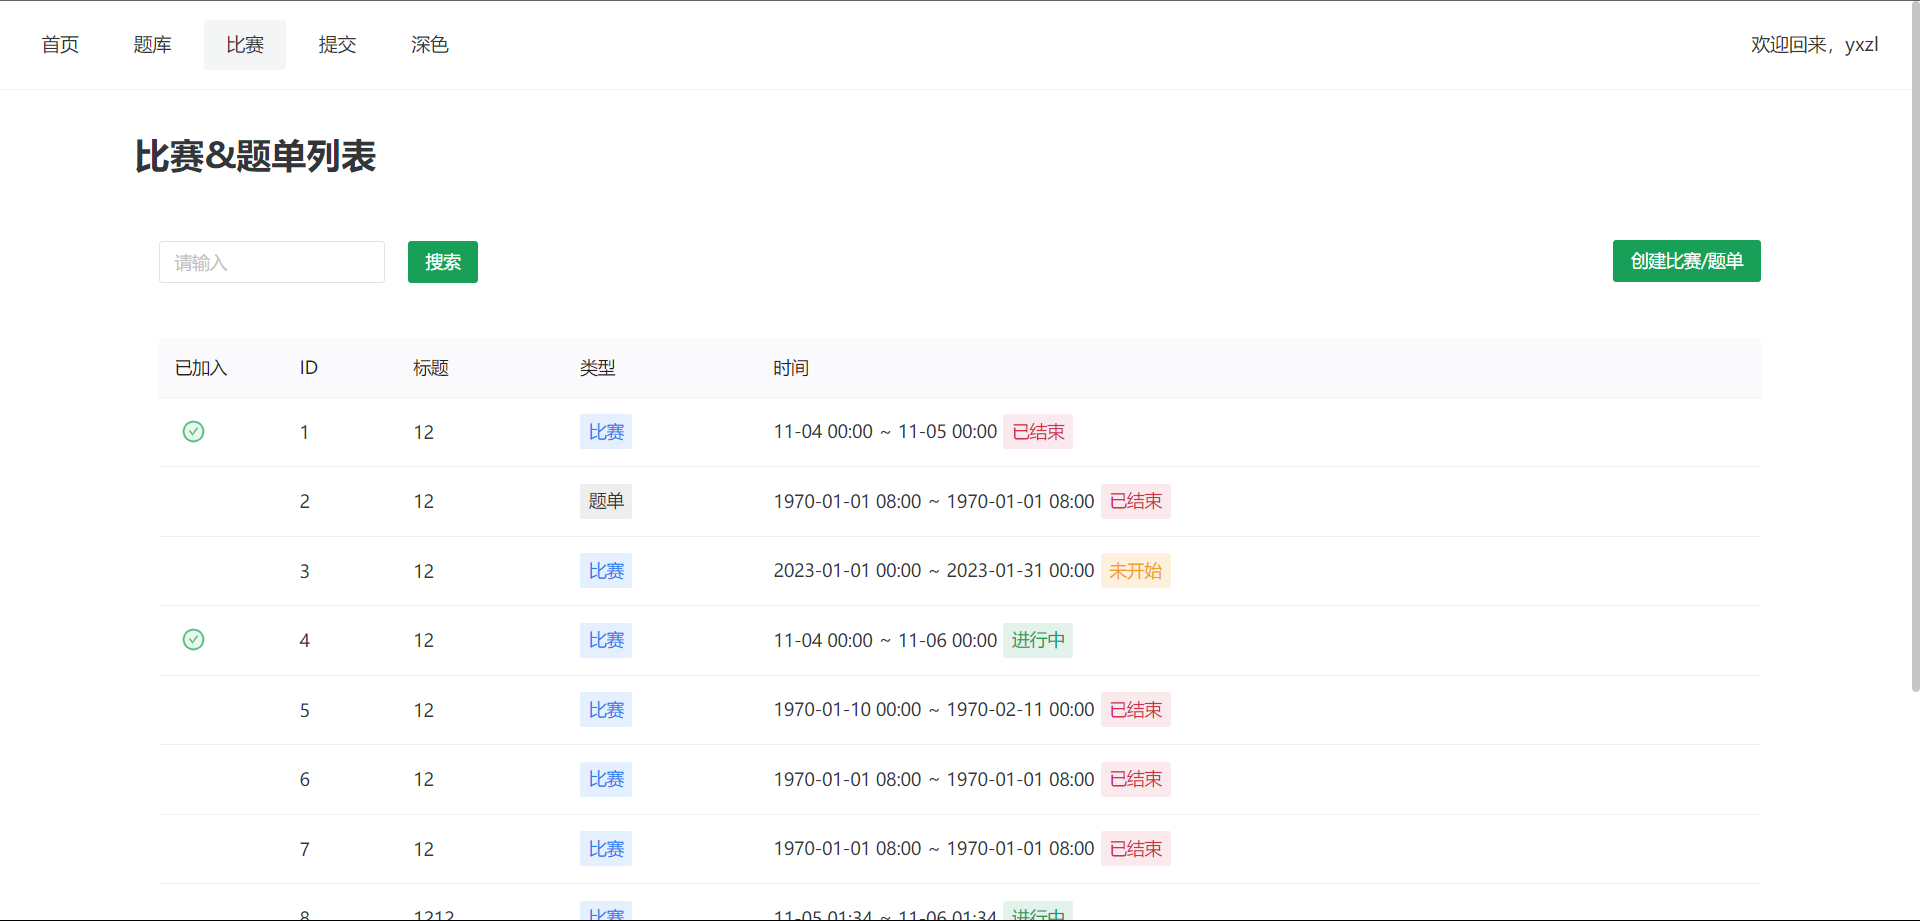 首页 题库 比赛 提交 深色 欢迎回来，yxzl
比赛&题单列表
请输入 搜索 创建比赛/题单
已加入 ID 标题 类型 时间
1 12 比赛 11-04 00:00 ~ 11-05 00:00 已结束
2 12 题单 1970-01-01 08:00 ~ 1970-01-01 08:00 已结束
3 12 比赛 2023-01-01 00:00 ~ 2023-01-31 00:00 未开始
4 12 比赛 11-04 00:00 ~ 11-06 00:00 进行中
5 12 比赛 1970-01-10 00:00 ~ 1970-02-11 00:00 已结束
6 12 比赛 1970-01-01 08:00 ~ 1970-01-01 08:00 已结束
7 12 比赛 1970-01-01 08:00 ~ 1970-01-01 08:00 已结束
8 1212 比赛 11-05 01:34 ~ 11-06 01:34 进行中